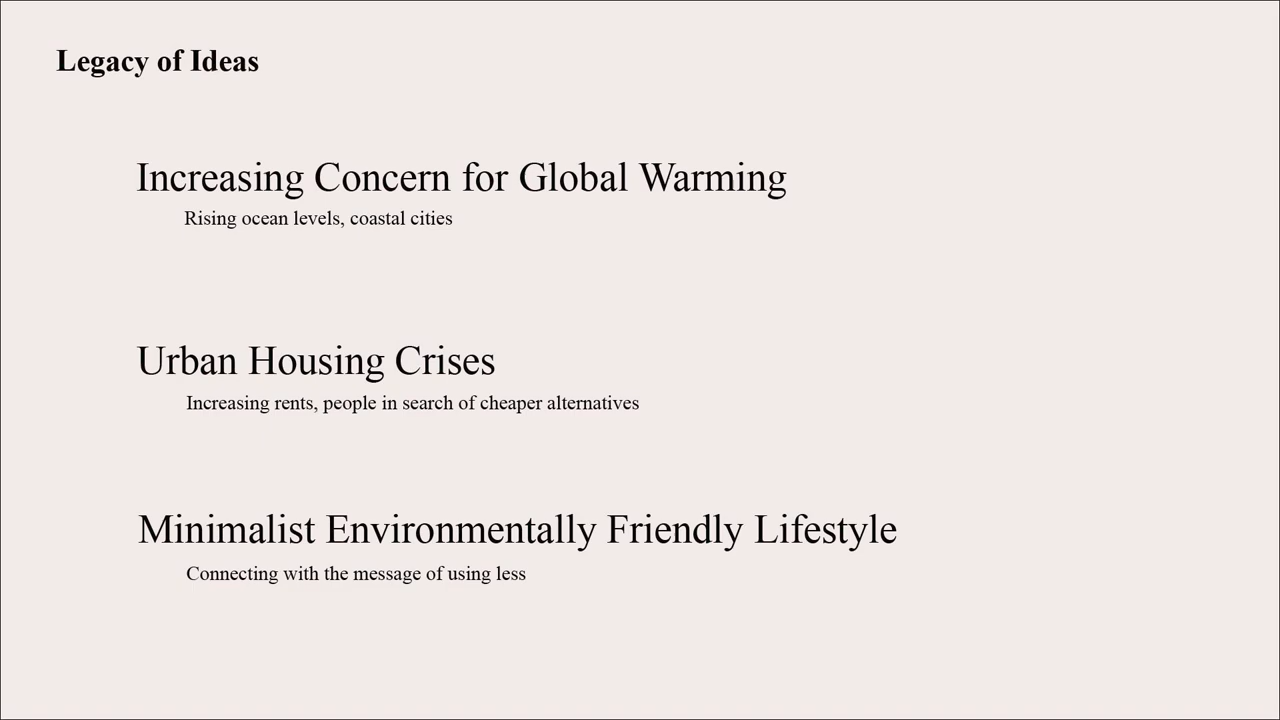 Legacy of Ideas
Increasing Concern for Global Warming
Rising ocean levels, coastal cities
Urban Housing Crises
Increasing rents, people in search of cheaper alternatives
Minimalist Environmentally Friendly Lifestyle
Connecting with the message of using less